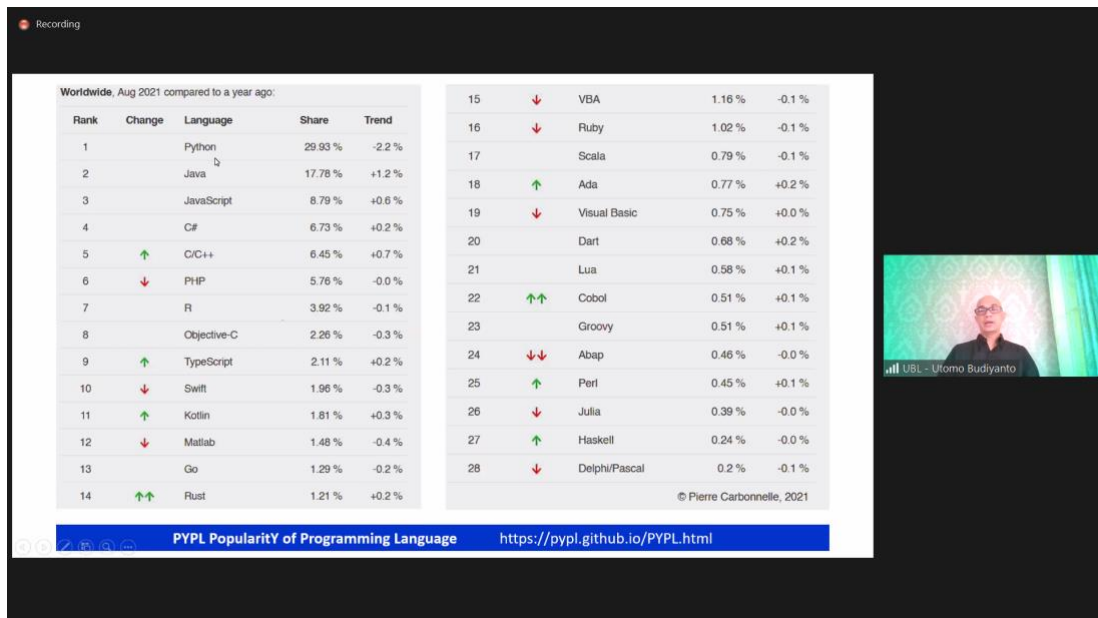 Recording
Worldwide, Aug 2021 compared to a year ago:
Rank Change Language Share Trend
1 Python 29.93 % -2.2 %
2 Java 17.78 % +1.2 %
3 JavaScript 8.79 % +0.6 %
4 C# 6.73 % +0.2 %
5 ↑ C/C++ 6.45 % +0.7 %
6 ↓ PHP 5.76 % -0.0 %
7 R 3.92 % -0.1 %
8 Objective-C 2.26 % -0.3 %
9 ↑ TypeScript 2.11 % +0.2 %
10 ↓ Swift 1.96 % -0.3 %
11 ↑ Kotlin 1.81 % +0.3 %
12 ↓ Matlab 1.48 % -0.4 %
13 Go 1.29 % -0.2 %
14 ↑↑ Rust 1.21 % +0.2 %
15 ↓ VBA 1.16 % -0.1 %
16 ↓ Ruby 1.02 % -0.1 %
17 Scala 0.79 % -0.1 %
18 ↑ Ada 0.77 % +0.2 %
19 ↓ Visual Basic 0.75 % +0.0 %
20 Dart 0.68 % +0.2 %
21 Lua 0.58 % +0.1 %
22 ↑↑ Cobol 0.51 % +0.1 %
23 Groovy 0.51 % +0.1 %
24 ↓↓ Abap 0.46 % -0.0 %
25 ↑ Perl 0.45 % +0.1 %
26 ↓ Julia 0.39 % -0.0 %
27 ↑ Haskell 0.24 % -0.0 %
28 ↓ Delphi/Pascal 0.2 % -0.1 %
© Pierre Carbonnelle, 2021
PYPL PopularitY of Programming Language https://pypl.github.io/PYPL.html
UBL - Utomo Budiyanto